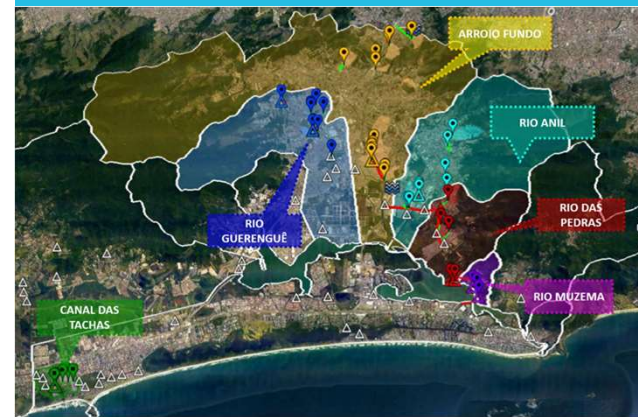 ARROIO FUNDO
RIO ANIL
RIO DAS
PEDRAS
RIO
GUERENGUÊ
RIO MUZEMA
CANAL DAS
TACHAS